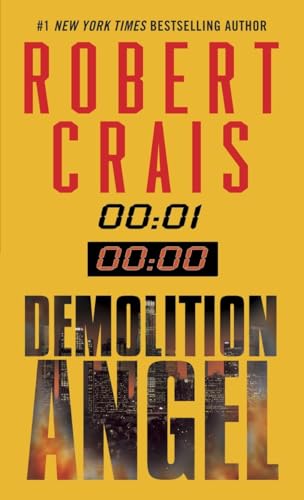 #1 NEW YORK TIMES BESTSELLING AUTHOR
ROBERT
CRAIS
00:01
00:00
DEMOLITION
ANGEL